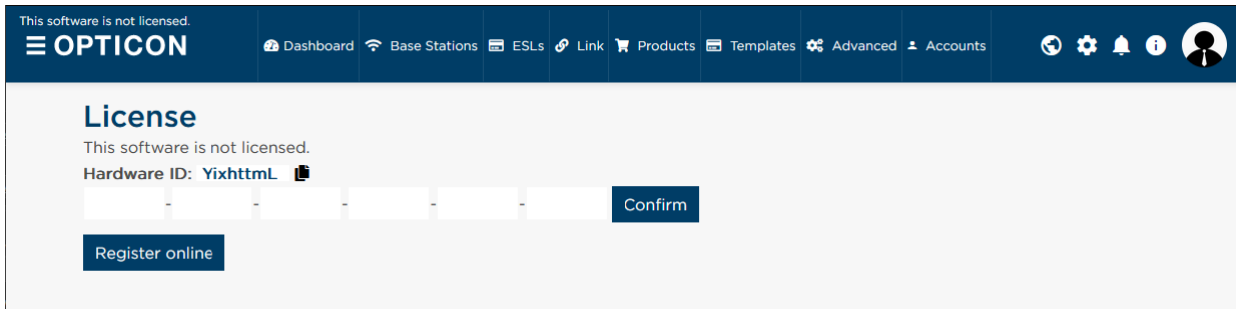 This software is not licensed.
OPTICON
Dashboard Base Stations ESLs Link Products Templates Advanced Accounts
License
This software is not licensed.
Hardware ID: YixhttmL
- - - - - Confirm
Register online